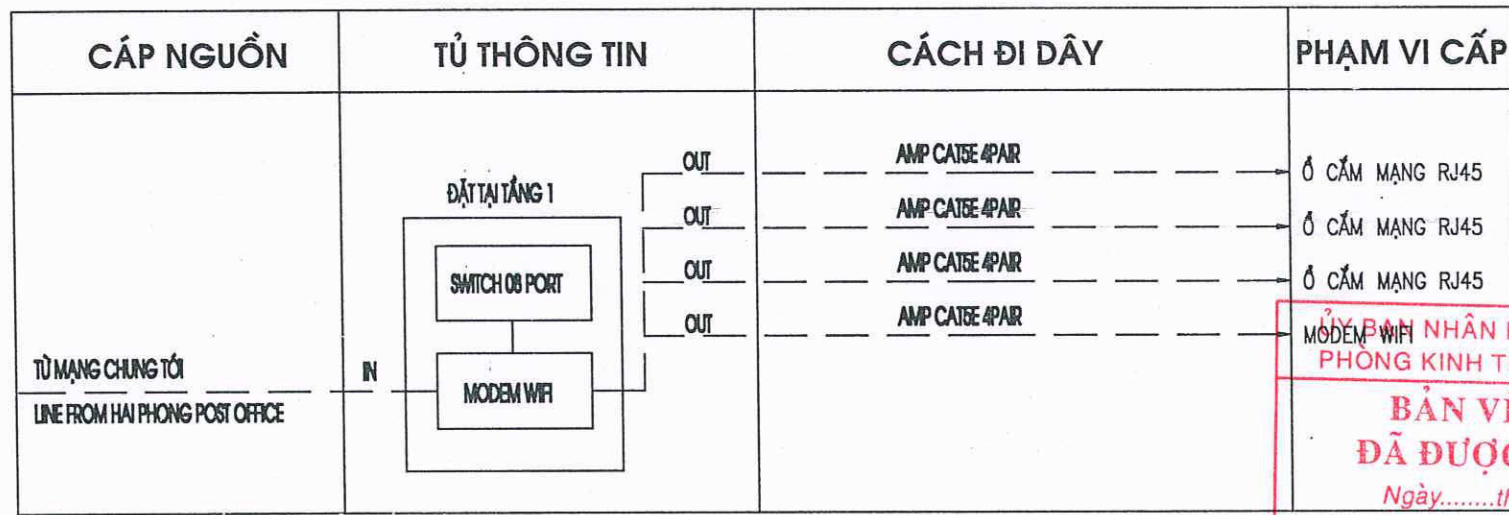 CÁP NGUỒN
TỦ THÔNG TIN
CÁCH ĐI DÂY
PHẠM VI CẤP
ĐẶT TẠI TẦNG 1
SWITCH 08 PORT
MODEM WIFI
TỪ MẠNG CHUNG TỚI
LINE FROM HAI PHONG POST OFFICE
IN
OUT AMP CAT5E 4PAIR Ổ CẮM MẠNG RJ45
OUT AMP CAT5E 4PAIR Ổ CẮM MẠNG RJ45
OUT AMP CAT5E 4PAIR Ổ CẮM MẠNG RJ45
OUT AMP CAT5E 4PAIR MODEM WIFI
ỦY BAN NHÂN
PHÒNG KINH T
BẢN V
ĐÃ ĐƯỢC
Ngày........th